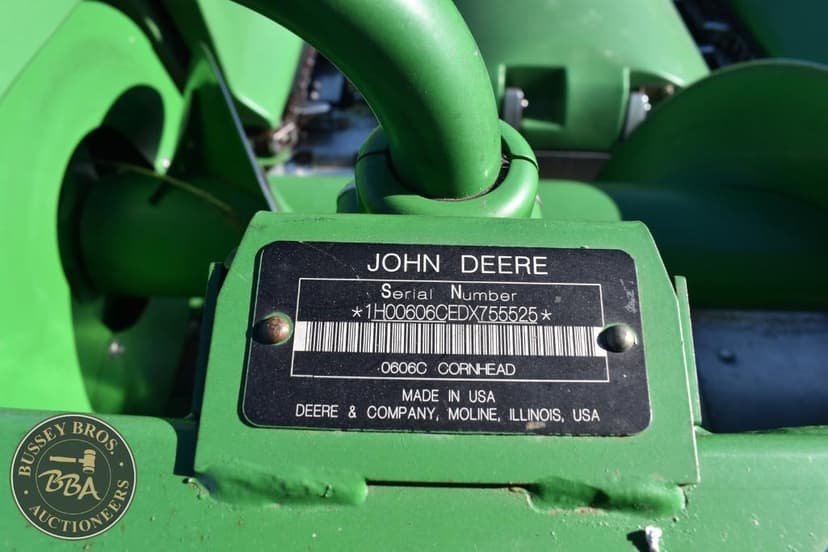 JOHN DEERE
Serial Number
*1H00606CEDX755525*
0606C CORNHEAD
MADE IN USA
DEERE & COMPANY, MOLINE, ILLINOIS, USA
BUSSEY BROS.
BBA
AUCTIONEERS